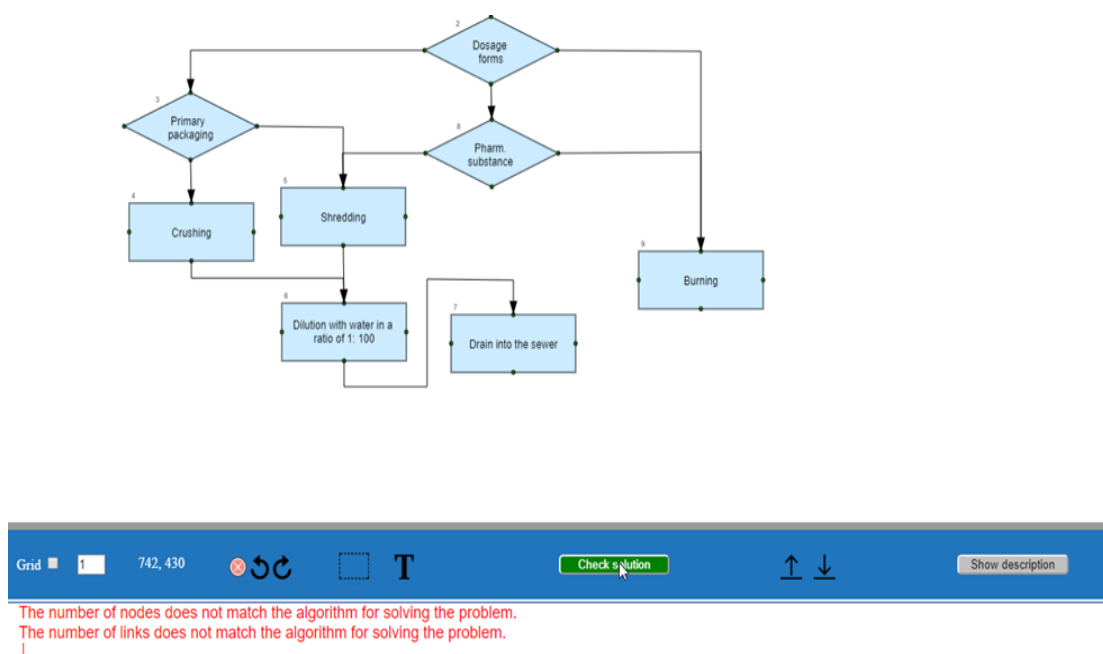 2
Dosage
forms
3
Primary
packaging
8
Pharm.
substance
4
Crushing
5
Shredding
9
Burning
6
Dilution with water in a
ratio of 1: 100
7
Drain into the sewer
Grid 1 742, 430 T Check solution Show description
The number of nodes does not match the algorithm for solving the problem.
The number of links does not match the algorithm for solving the problem.